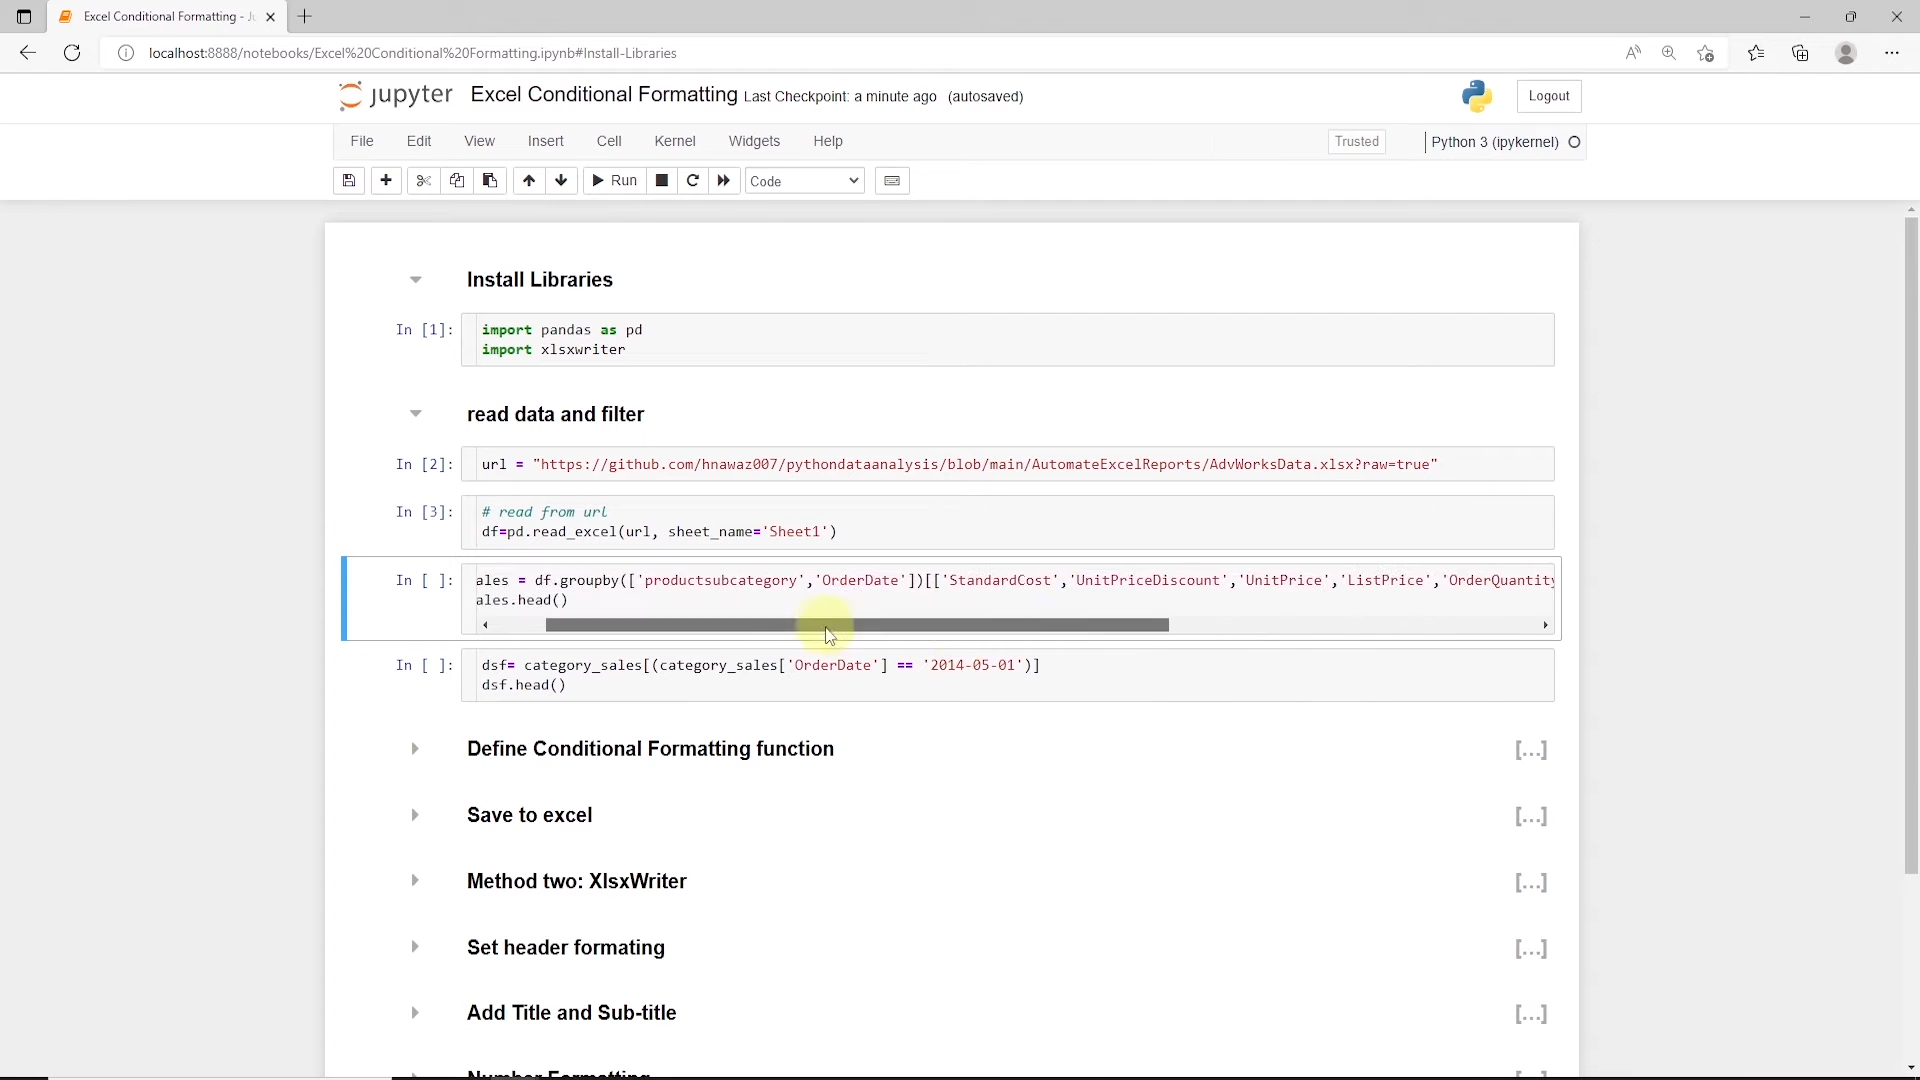 Excel Conditional Formatting - Ju
localhost:8888/notebooks/Excel%20Conditional%20Formatting.ipynb#Install-Libraries
jupyter Excel Conditional Formatting Last Checkpoint: a minute ago (autosaved)
Logout
File Edit View Insert Cell Kernel Widgets Help
Trusted
Python 3 (ipykernel)
Run
Code
Install Libraries
In [1]:
import pandas as pd
import xlsxwriter
read data and filter
In [2]:
url = "https://github.com/hnawaz007/pythondataanalysis/blob/main/AutomateExcelReports/AdvWorksData.xlsx?raw=true"
In [3]:
# read from url
df=pd.read_excel(url, sheet_name='Sheet1')
In [ ]:
ales = df.groupby(['productsubcategory','OrderDate'])[['StandardCost','UnitPriceDiscount','UnitPrice','ListPrice','OrderQuantity
ales.head()
In [ ]:
dsf= category_sales[(category_sales['OrderDate'] == '2014-05-01')]
dsf.head()
Define Conditional Formatting function
[...]
Save to excel
[...]
Method two: XlsxWriter
[...]
Set header formating
[...]
Add Title and Sub-title
[...]
Number Formatting